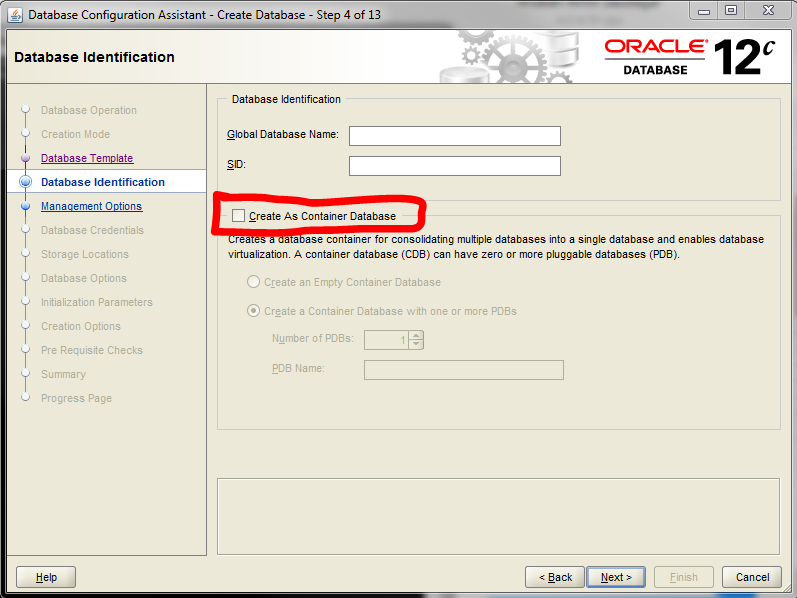 Database Configuration Assistant - Create Database - Step 4 of 13
Database Identification
ORACLE®
DATABASE
12c
Database Operation
Creation Mode
Database Template
Database Identification
Management Options
Database Credentials
Storage Locations
Database Options
Initialization Parameters
Creation Options
Pre Requisite Checks
Summary
Progress Page
Database Identification
Global Database Name:
SID:
Create As Container Database
Creates a database container for consolidating multiple databases into a single database and enables database
virtualization. A container database (CDB) can have zero or more pluggable databases (PDB).
Create an Empty Container Database
Create a Container Database with one or more PDBs
Number of PDBs: 1
PDB Name:
Help
< Back
Next >
Finish
Cancel